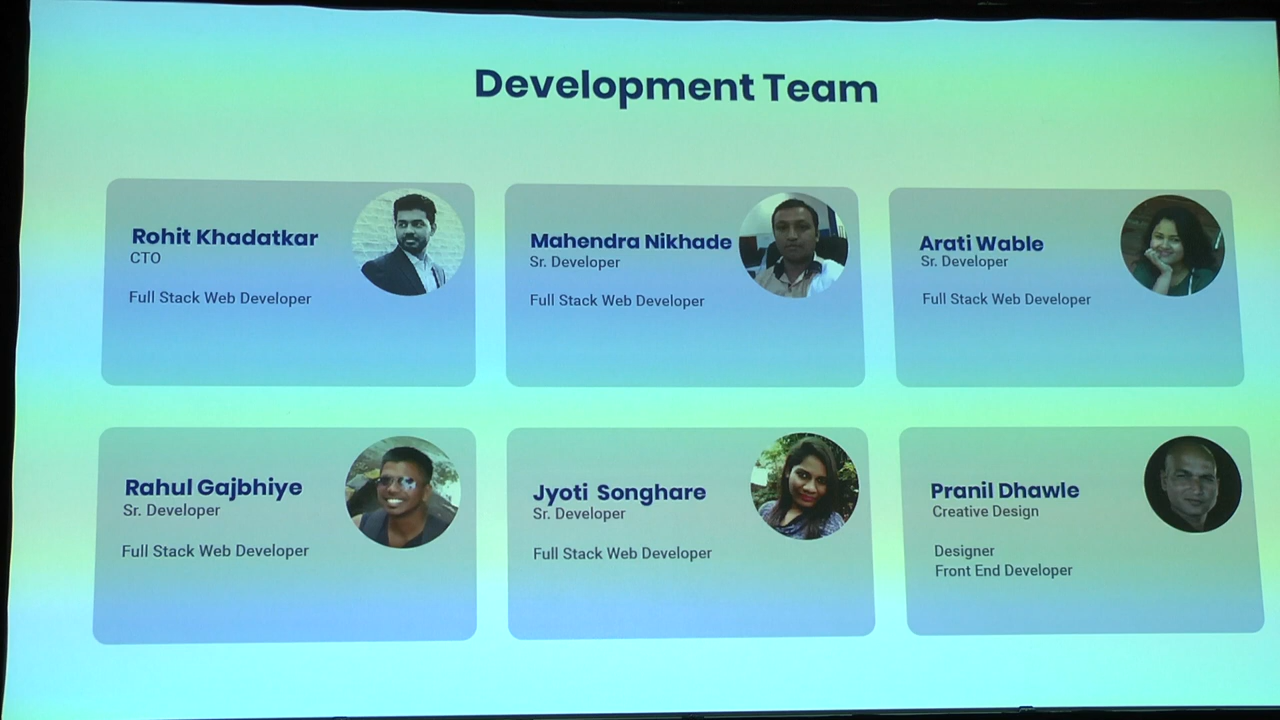 Development Team
Rohit Khadatkar
CTO
Full Stack Web Developer
Mahendra Nikhade
Sr. Developer
Full Stack Web Developer
Arati Wable
Sr. Developer
Full Stack Web Developer
Rahul Gajbhiye
Sr. Developer
Full Stack Web Developer
Jyoti Songhare
Sr. Developer
Full Stack Web Developer
Pranil Dhawle
Creative Design
Designer
Front End Developer